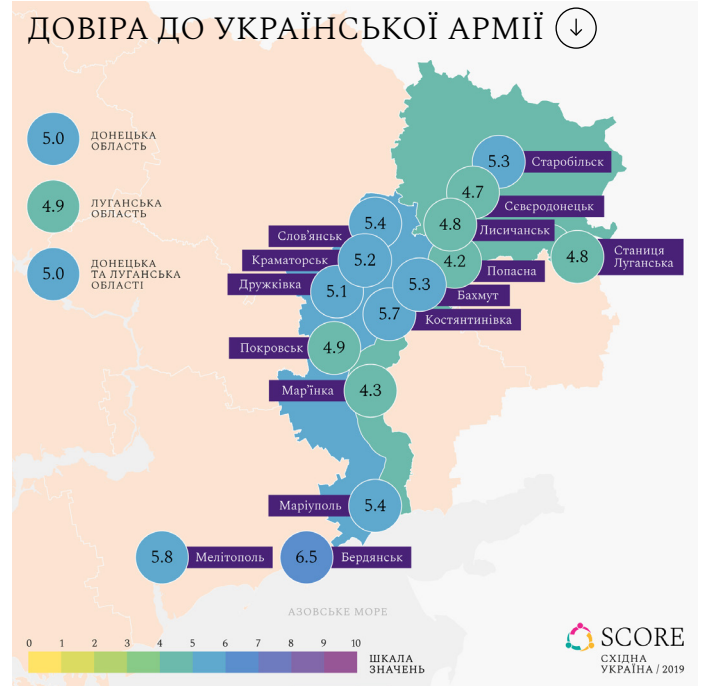 ДОВІРА ДО УКРАЇНСЬКОЇ АРМІЇ
5.0
ДОНЕЦЬКА
ОБЛАСТЬ
4.9
ЛУГАНСЬКА
ОБЛАСТЬ
5.0
ДОНЕЦЬКА
ТА ЛУГАНСЬКА
ОБЛАСТІ
5.3 Старобільск
4.7 Сєвєродонецьк
4.8 Лисичанськ
4.8 Станиця
Луганська
4.2 Попасна
Слов'янськ 5.4
Краматорськ 5.2
Дружківка 5.1
5.3 Бахмут
5.7 Костянтинівка
Покровськ 4.9
Мар'їнка 4.3
Маріуполь 5.4
5.8 Мелітополь
6.5 Бердянськ
АЗОВСЬКЕ МОРЕ
0 1 2 3 4 5 6 7 8 9 10
ШКАЛА
ЗНАЧЕНЬ
SCORE
СХІДНА
УКРАЇНА / 2019